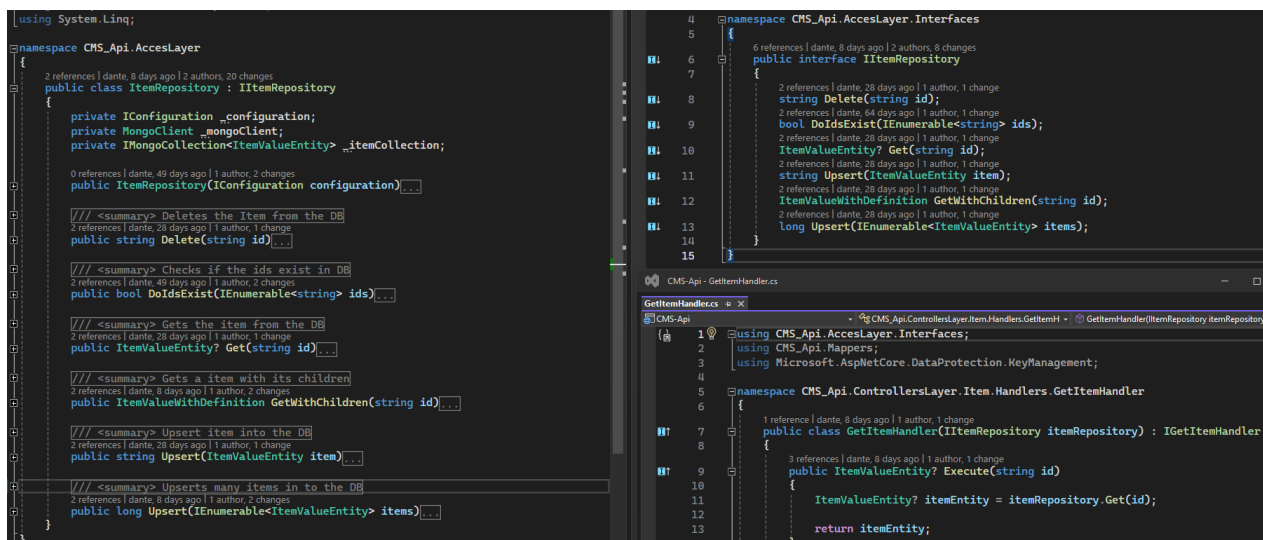 using System.Linq;
namespace CMS_Api.AccesLayer
{
2 references | dante, 8 days ago | 2 authors, 20 changes
public class ItemRepository : IItemRepository
{
private IConfiguration _configuration;
private MongoClient _mongoClient;
private IMongoCollection<ItemValueEntity> _itemCollection;
0 references | dante, 49 days ago | 1 author, 2 changes
public ItemRepository(IConfiguration configuration)...
/// <summary> Deletes the Item from the DB
2 references | dante, 28 days ago | 1 author, 1 change
public string Delete(string id)...
/// <summary> Checks if the ids exist in DB
2 references | dante, 49 days ago | 1 author, 2 changes
public bool DoIdsExist(IEnumerable<string> ids)...
/// <summary> Gets the item from the DB
2 references | dante, 28 days ago | 1 author, 1 change
public ItemValueEntity? Get(string id)...
/// <summary> Gets a item with its children
2 references | dante, 8 days ago | 1 author, 2 changes
public ItemValueWithDefinition GetWithChildren(string id)...
/// <summary> Upsert item into the DB
2 references | dante, 28 days ago | 1 author, 1 change
public string Upsert(ItemValueEntity item)...
/// <summary> Upserts many items in to the DB
2 references | dante, 8 days ago | 1 author, 2 changes
public long Upsert(IEnumerable<ItemValueEntity> items)...
}
4 namespace CMS_Api.AccesLayer.Interfaces
5 {
6 references | dante, 8 days ago | 2 authors, 8 changes
6 public interface IItemRepository
7 {
2 references | dante, 28 days ago | 1 author, 1 change
8 string Delete(string id);
2 references | dante, 64 days ago | 1 author, 1 change
9 bool DoIdsExist(IEnumerable<string> ids);
2 references | dante, 28 days ago | 1 author, 1 change
10 ItemValueEntity? Get(string id);
2 references | dante, 28 days ago | 1 author, 1 change
11 string Upsert(ItemValueEntity item);
2 references | dante, 28 days ago | 1 author, 1 change
12 ItemValueWithDefinition GetWithChildren(string id);
2 references | dante, 28 days ago | 1 author, 1 change
13 long Upsert(IEnumerable<ItemValueEntity> items);
14 }
15 }
CMS-Api - GetItemHandler.cs
GetItemHandler.cs
CMS-Api CMS_Api.ControllersLayer.Item.Handlers.GetItemH GetItemHandler(IItemRepository itemRepository
1 using CMS_Api.AccesLayer.Interfaces;
2 using CMS_Api.Mappers;
3 using Microsoft.AspNetCore.DataProtection.KeyManagement;
4
5 namespace CMS_Api.ControllersLayer.Item.Handlers.GetItemHandler
6 {
1 reference | dante, 8 days ago | 1 author, 1 change
7 public class GetItemHandler(IItemRepository itemRepository) : IGetItemHandler
8 {
3 references | dante, 8 days ago | 1 author, 1 change
9 public ItemValueEntity? Execute(string id)
10 {
11 ItemValueEntity? itemEntity = itemRepository.Get(id);
12
13 return itemEntity;